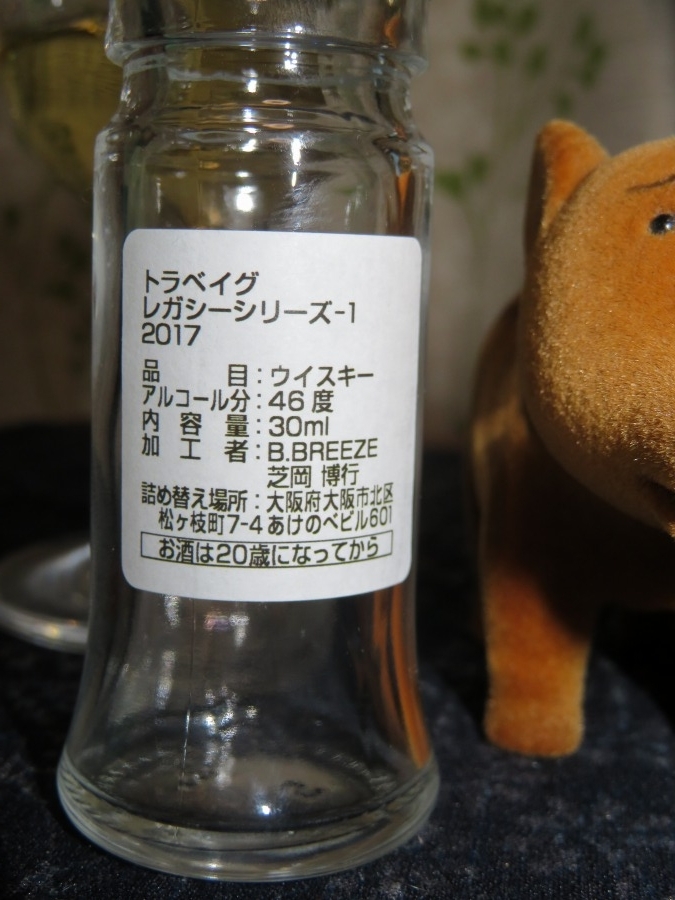 トラベイグ
レガシーシリーズ-1
2017
品目:ウイスキー
アルコール分:46度
内容量:30ml
加工者:B.BREEZE
芝岡 博行
詰め替え場所:大阪府大阪市北区
松ヶ枝町7-4あけのべビル601
お酒は20歳になってから